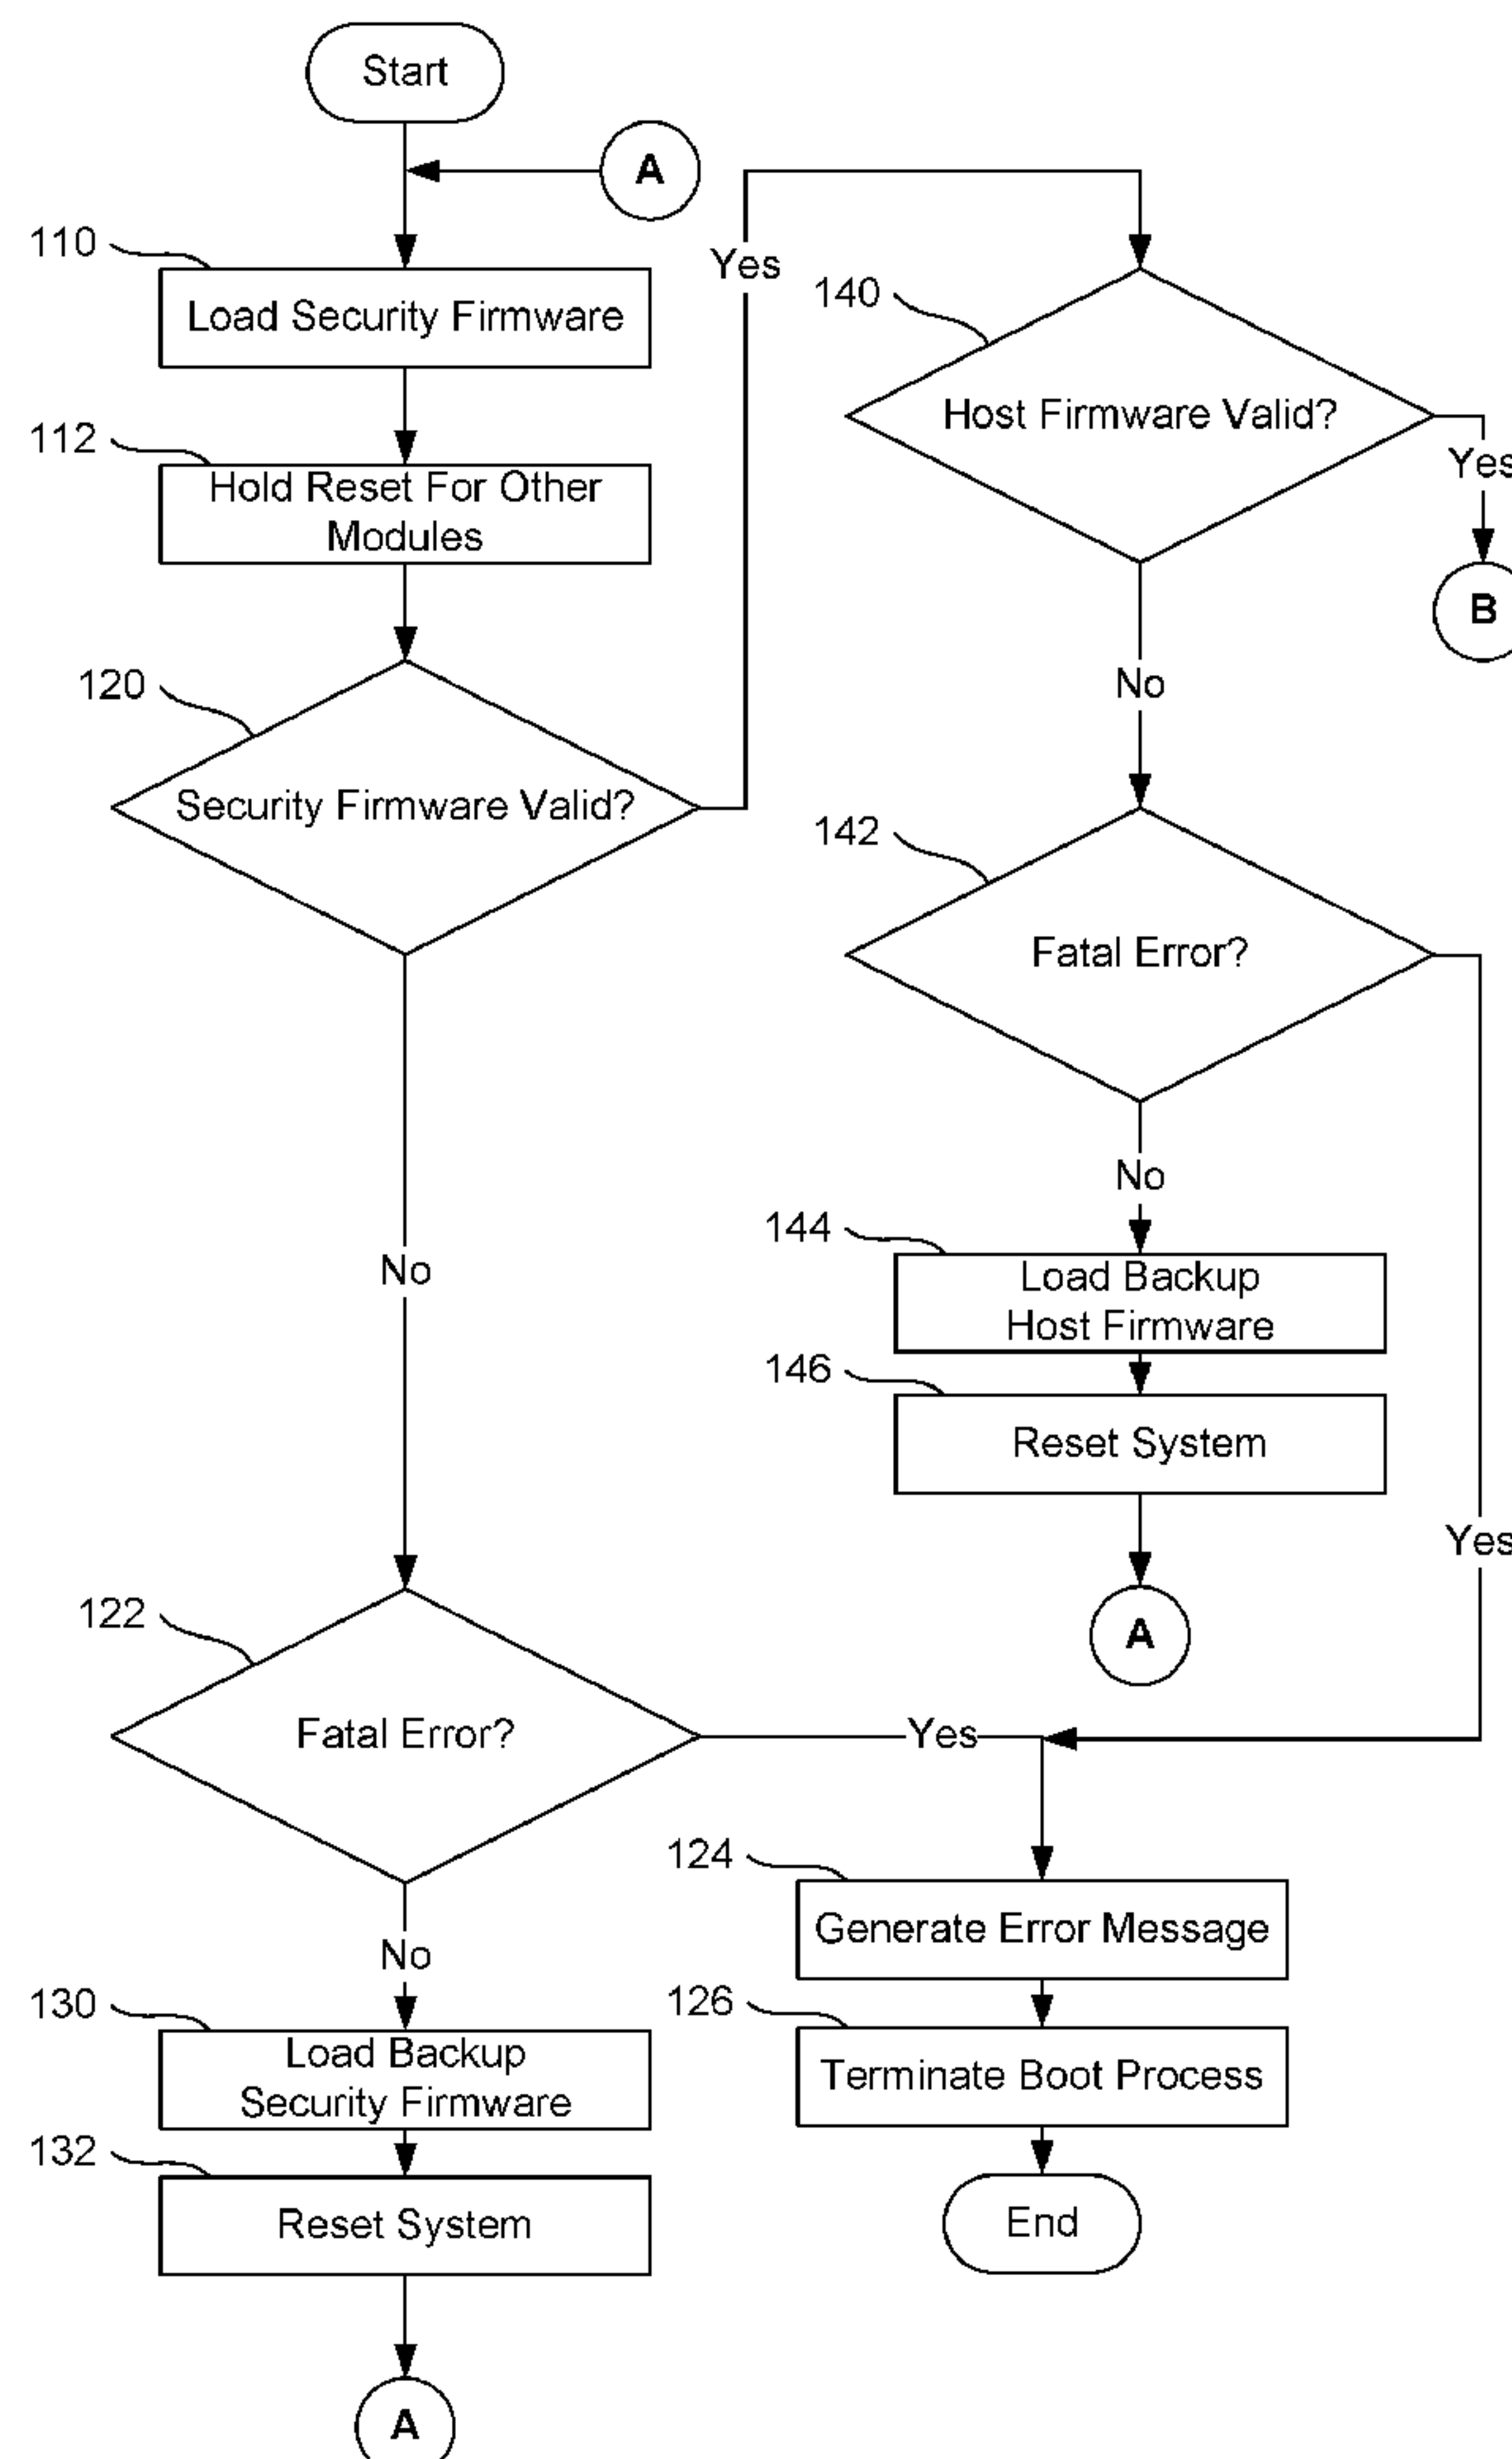 Start
A
110
Load Security Firmware
112
Hold Reset For Other
Modules
120
Security Firmware Valid?
Yes
140
Host Firmware Valid?
Yes
B
No
142
Fatal Error?
No
144
Load Backup
Host Firmware
146
Reset System
A
Yes
No
122
Fatal Error?
Yes
124
Generate Error Message
126
Terminate Boot Process
End
No
130
Load Backup
Security Firmware
132
Reset System
A